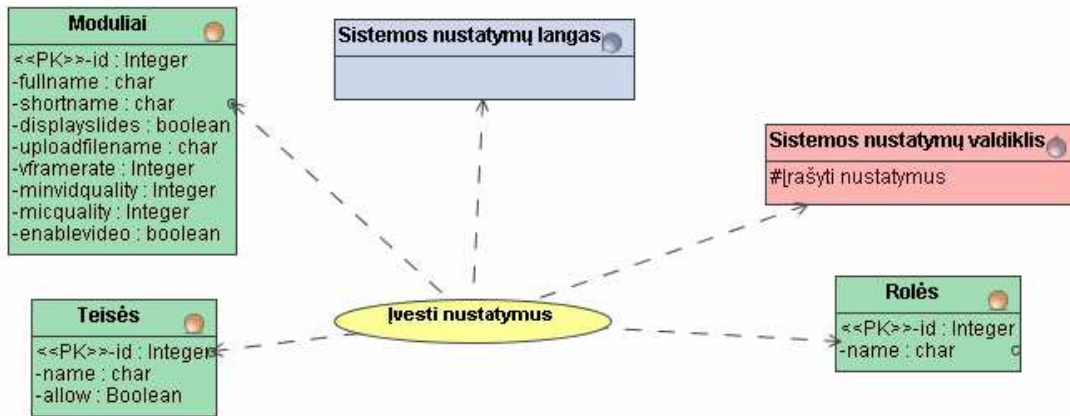 Moduliai
<<PK>>-id : Integer
-fullname : char
-shortname : char
-displayslides : boolean
-uploadfilename : char
-vframerate : Integer
-minvidquality : Integer
-micquality : Integer
-enablevideo : boolean
Sistemos nustatymų langas
Sistemos nustatymų valdiklis
#Įrašyti nustatymus
Įvesti nustatymus
Teisės
<<PK>>-id : Integer
-name : char
-allow : Boolean
Rolės
<<PK>>-id : Integer
-name : char